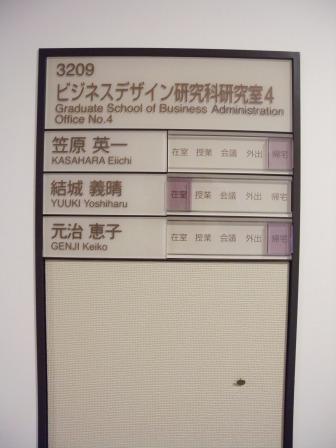 3209
ビジネスデザイン研究科研究室4
Graduate School of Business Administration
Office No.4
笠原 英一
KASAHARA Eiichi
在室 授業 会議 外出 帰宅
結城 義晴
YUUKI Yoshiharu
在室 授業 会議 外出 帰宅
元治 恵子
GENJI Keiko
在室 授業 会議 外出 帰宅